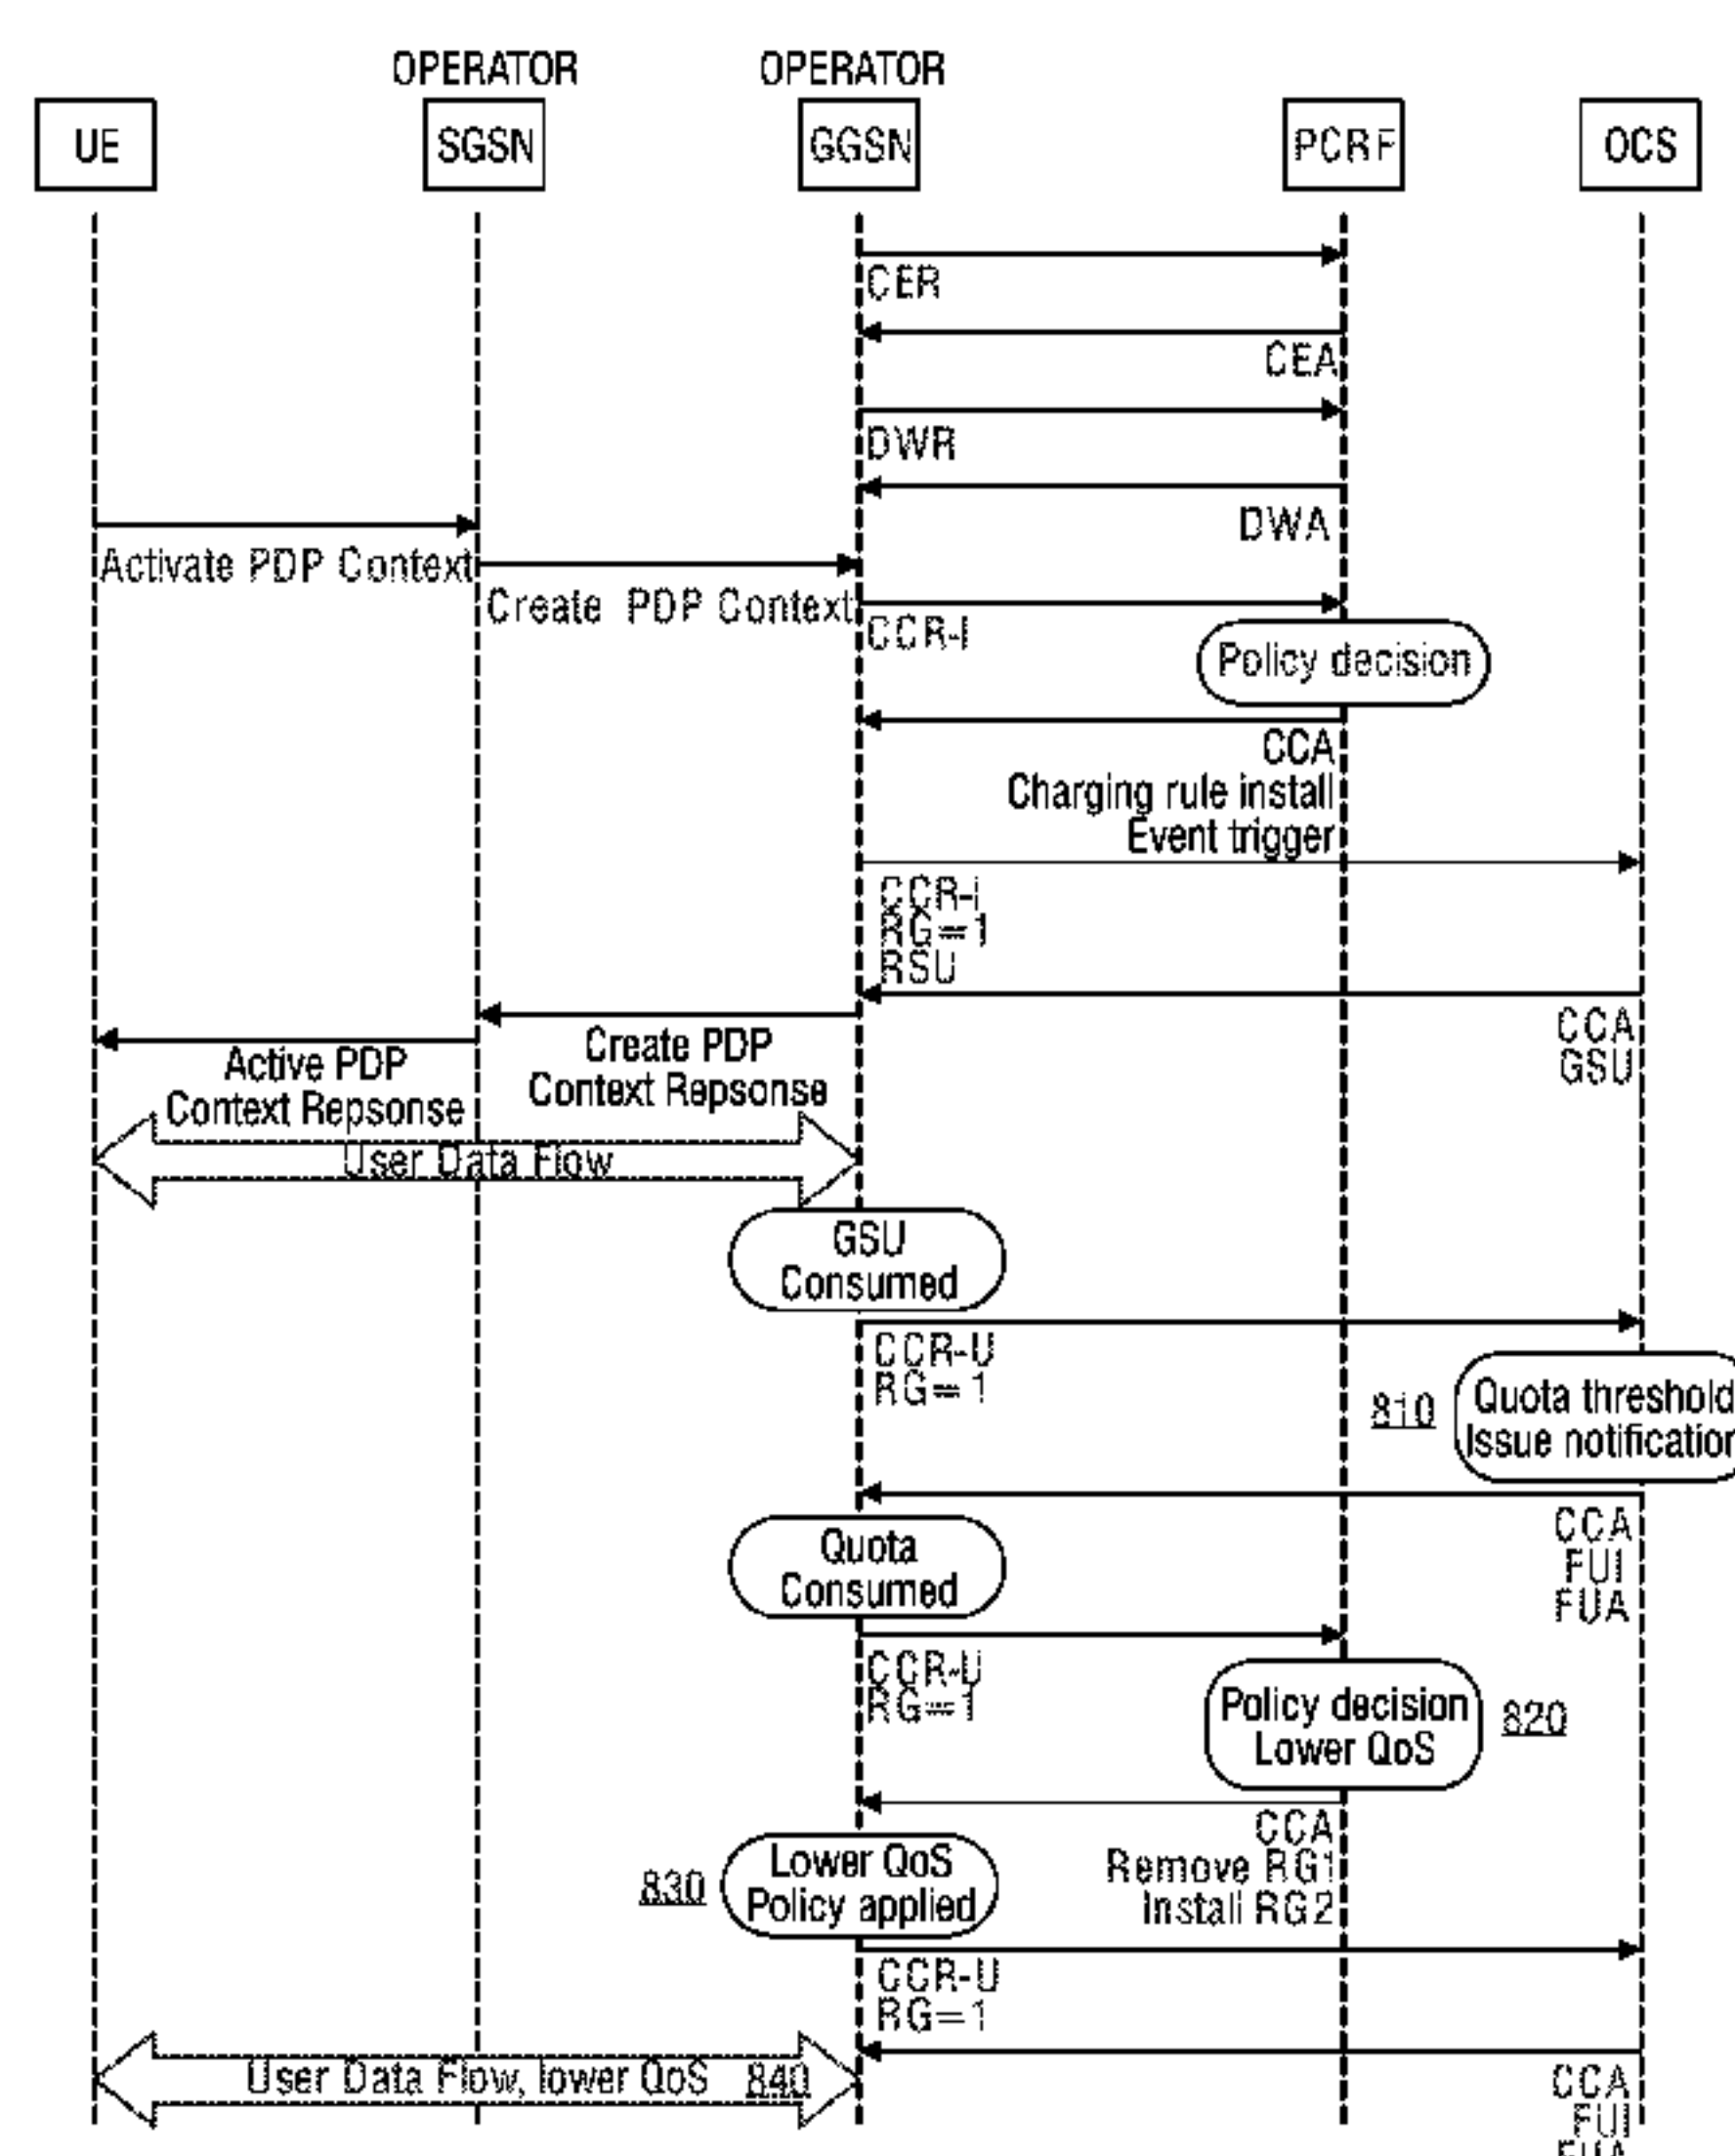 OPERATOR
OPERATOR
UE
SGSN
GGSN
PCRF
OCS
CER
CEA
DWR
DWA
Activate PDP Context
Create PDP Context
CCR-I
Policy decision
CCA
Charging rule install
Event trigger
CCR-i
RG=1
RSU
CCA
GSU
Create PDP
Context Repsonse
Active PDP
Context Repsonse
User Data Flow
GSU
Consumed
CCR-U
RG=1
810
Quota threshold
Issue notification
CCA
FUI
FUA
Quota
Consumed
CCR-U
RG=1
Policy decision
Lower QoS
820
CCA
Remove RG1
Install RG2
830
Lower QoS
Policy applied
CCR-U
RG=1
User Data Flow, lower QoS 840
CCA
FUI
FUA